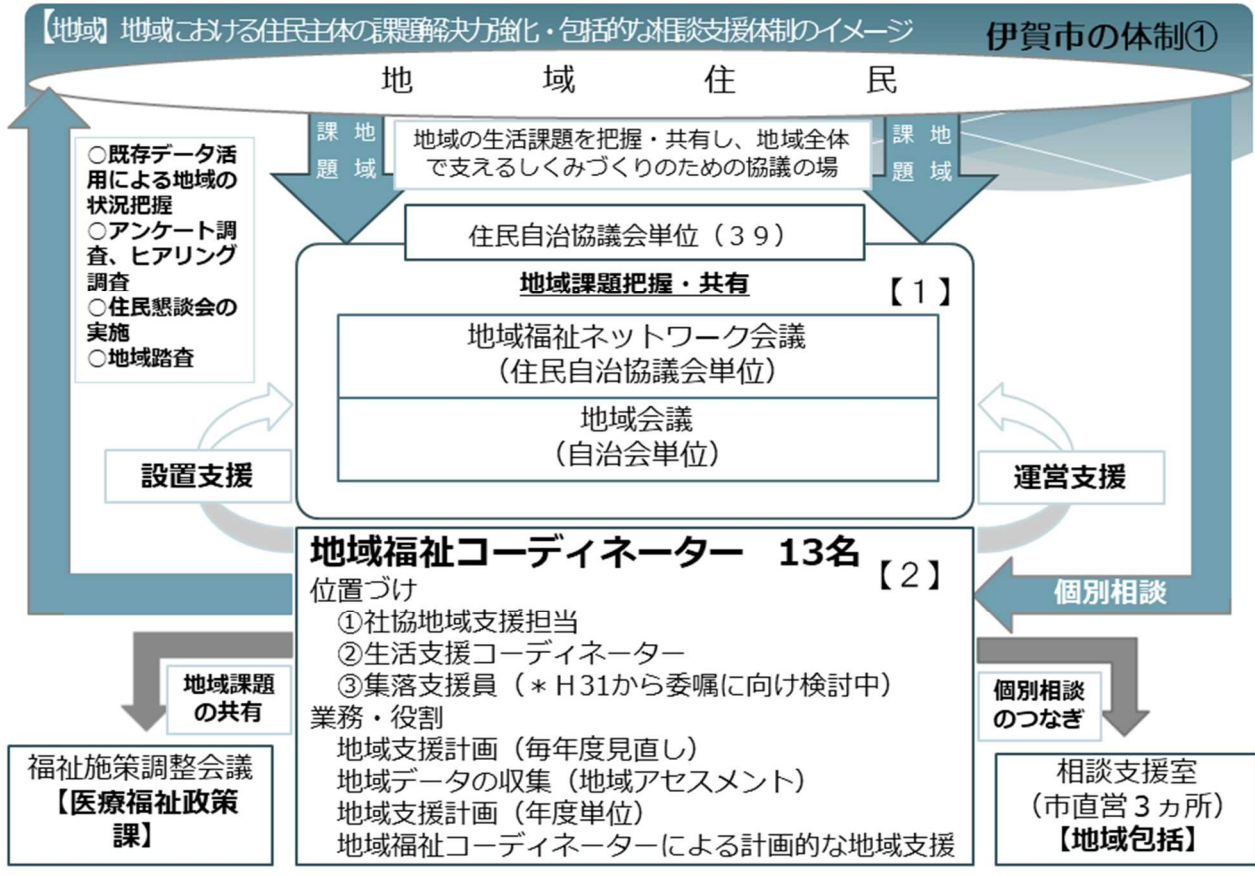 【地域】地域における住民主体の課題解決力強化・包括的な相談支援体制のイメージ
伊賀市の体制①
地域住民
地域
課題
地域の生活課題を把握・共有し、地域全体
で支えるしくみづくりのための協議の場
地域
課題
○既存データ活
用による地域の
状況把握
○アンケート調
査、ヒアリング
調査
○住民懇談会の
実施
○地域踏査
住民自治協議会単位（３９）
地域課題把握・共有
【１】
地域福祉ネットワーク会議
（住民自治協議会単位）
地域会議
（自治会単位）
設置支援
運営支援
地域福祉コーディネーター　13名
【２】
位置づけ
①社協地域支援担当
②生活支援コーディネーター
③集落支援員（＊Ｈ31から委嘱に向け検討中）
業務・役割
地域支援計画（毎年度見直し）
地域データの収集（地域アセスメント）
地域支援計画（年度単位）
地域福祉コーディネーターによる計画的な地域支援
個別相談
地域課題
の共有
個別相談
のつなぎ
福祉施策調整会議
【医療福祉政策
課】
相談支援室
（市直営３ヵ所）
【地域包括】